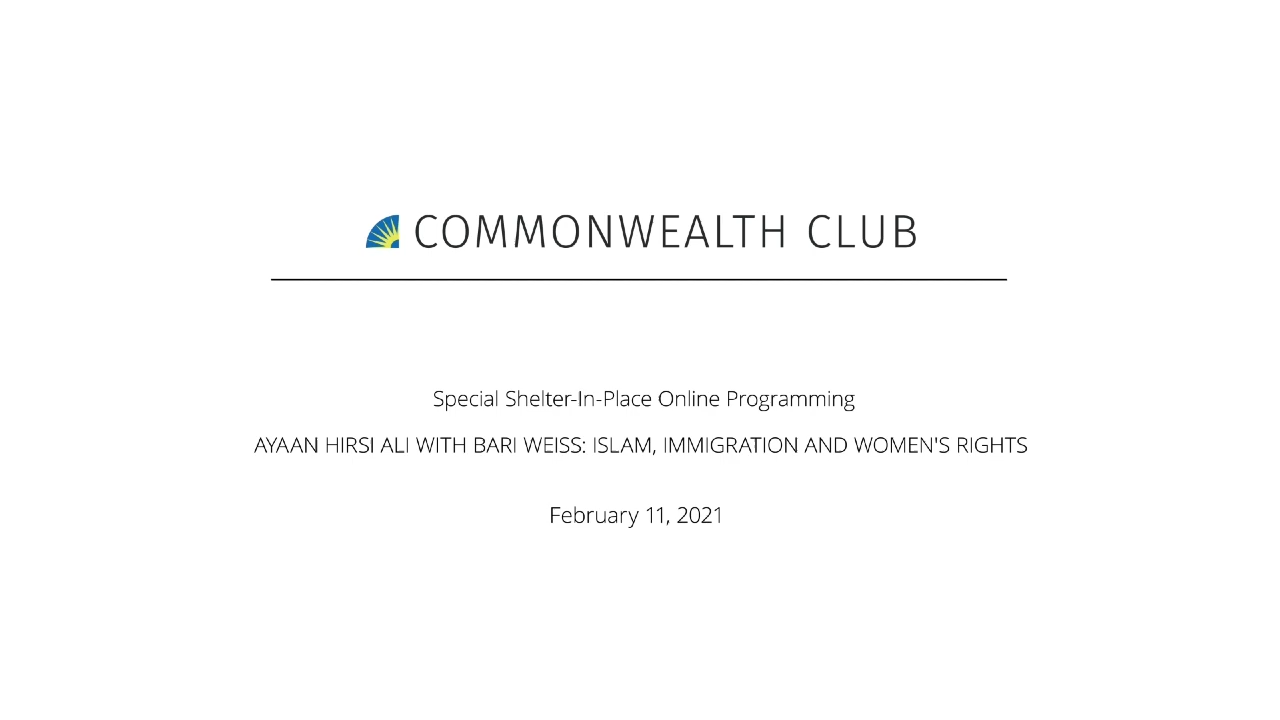 COMMONWEALTH CLUB
Special Shelter-In-Place Online Programming
AYAAN HIRSI ALI WITH BARI WEISS: ISLAM, IMMIGRATION AND WOMEN'S RIGHTS
February 11, 2021